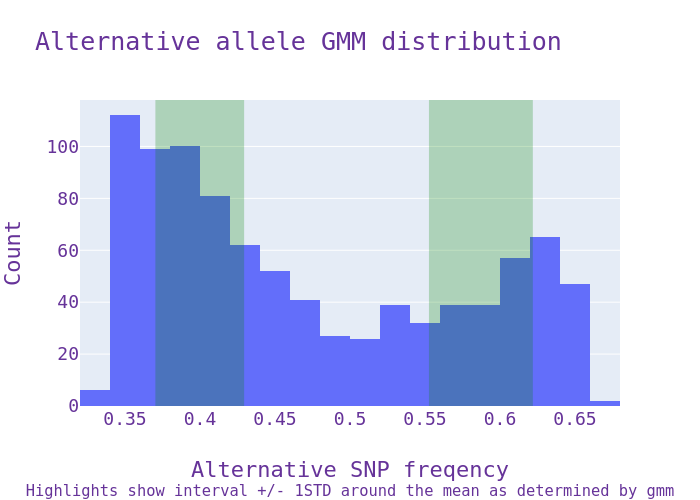 Alternative allele GMM distribution
100
80
60
40
20
0
Count
0.35 0.4 0.45 0.5 0.55 0.6 0.65
Alternative SNP freqency
Highlights show interval +/- 1STD around the mean as determined by gmm